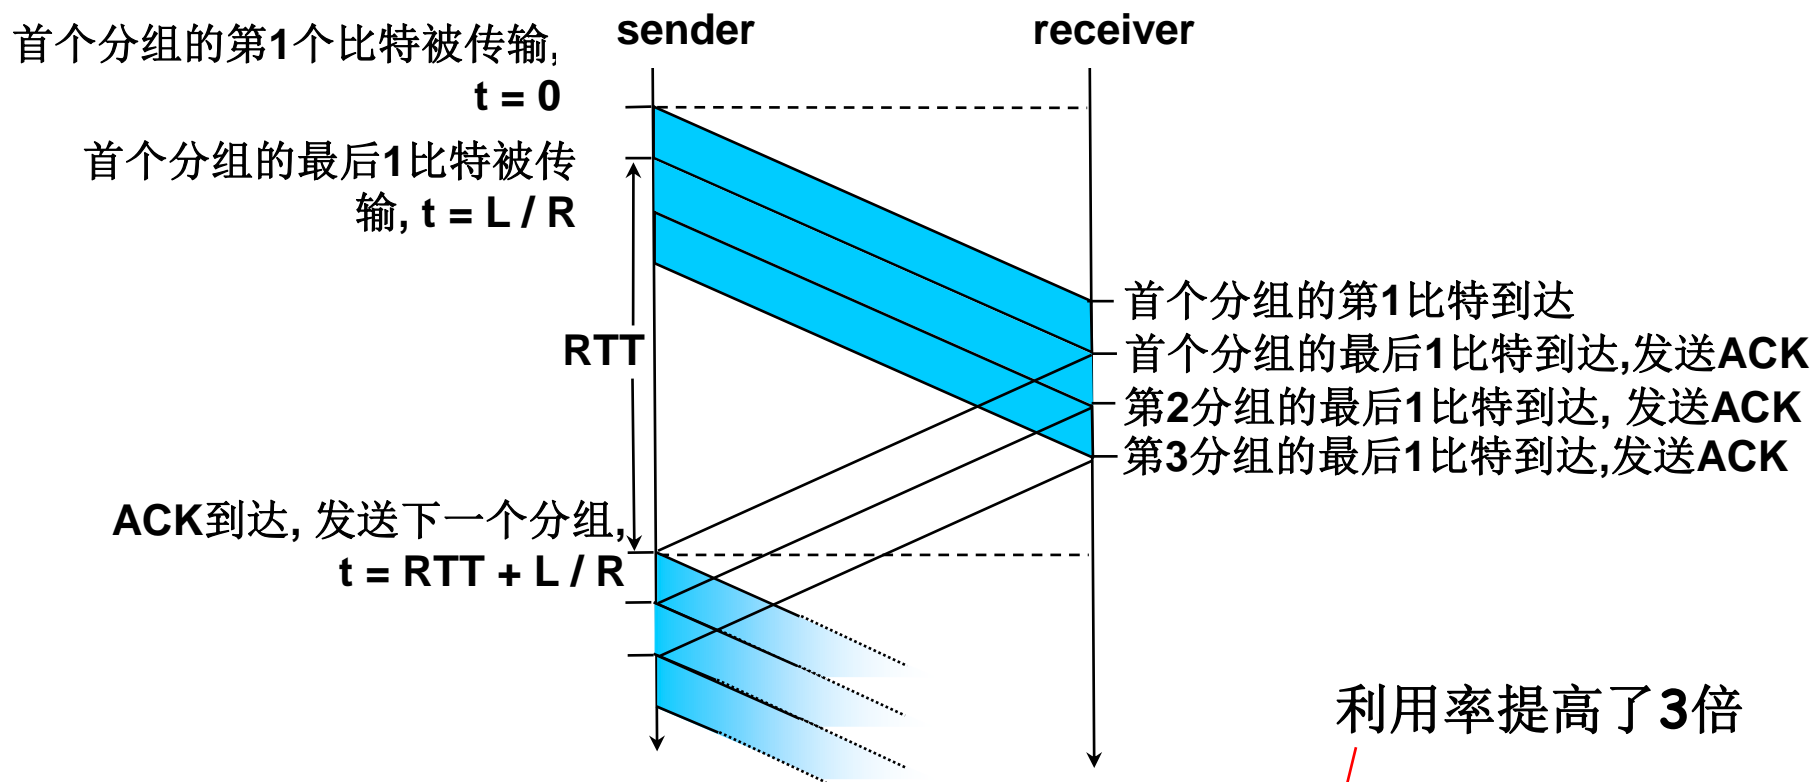 sender
receiver
首个分组的第1个比特被传输,
t = 0
首个分组的最后1比特被传
输, t = L / R
首个分组的第1比特到达
RTT
首个分组的最后1比特到达,发送ACK
第2分组的最后1比特到达, 发送ACK
第3分组的最后1比特到达,发送ACK
ACK到达, 发送下一个分组,
t = RTT + L / R
利用率提高了3倍